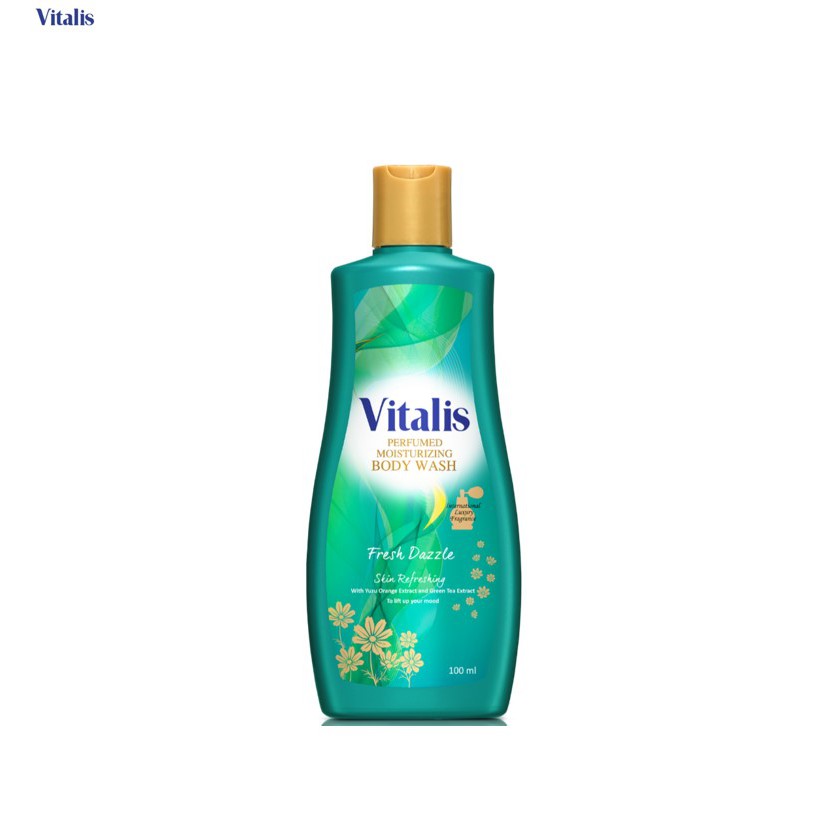 Vitalis
Vitalis
PERFUMED
MOISTURIZING
BODY WASH
International
Luxury
Fragrance
Fresh Dazzle
Skin Refreshing
With Yuzu Orange Extract and Green Tea Extract
To lift up your mood
100 ml